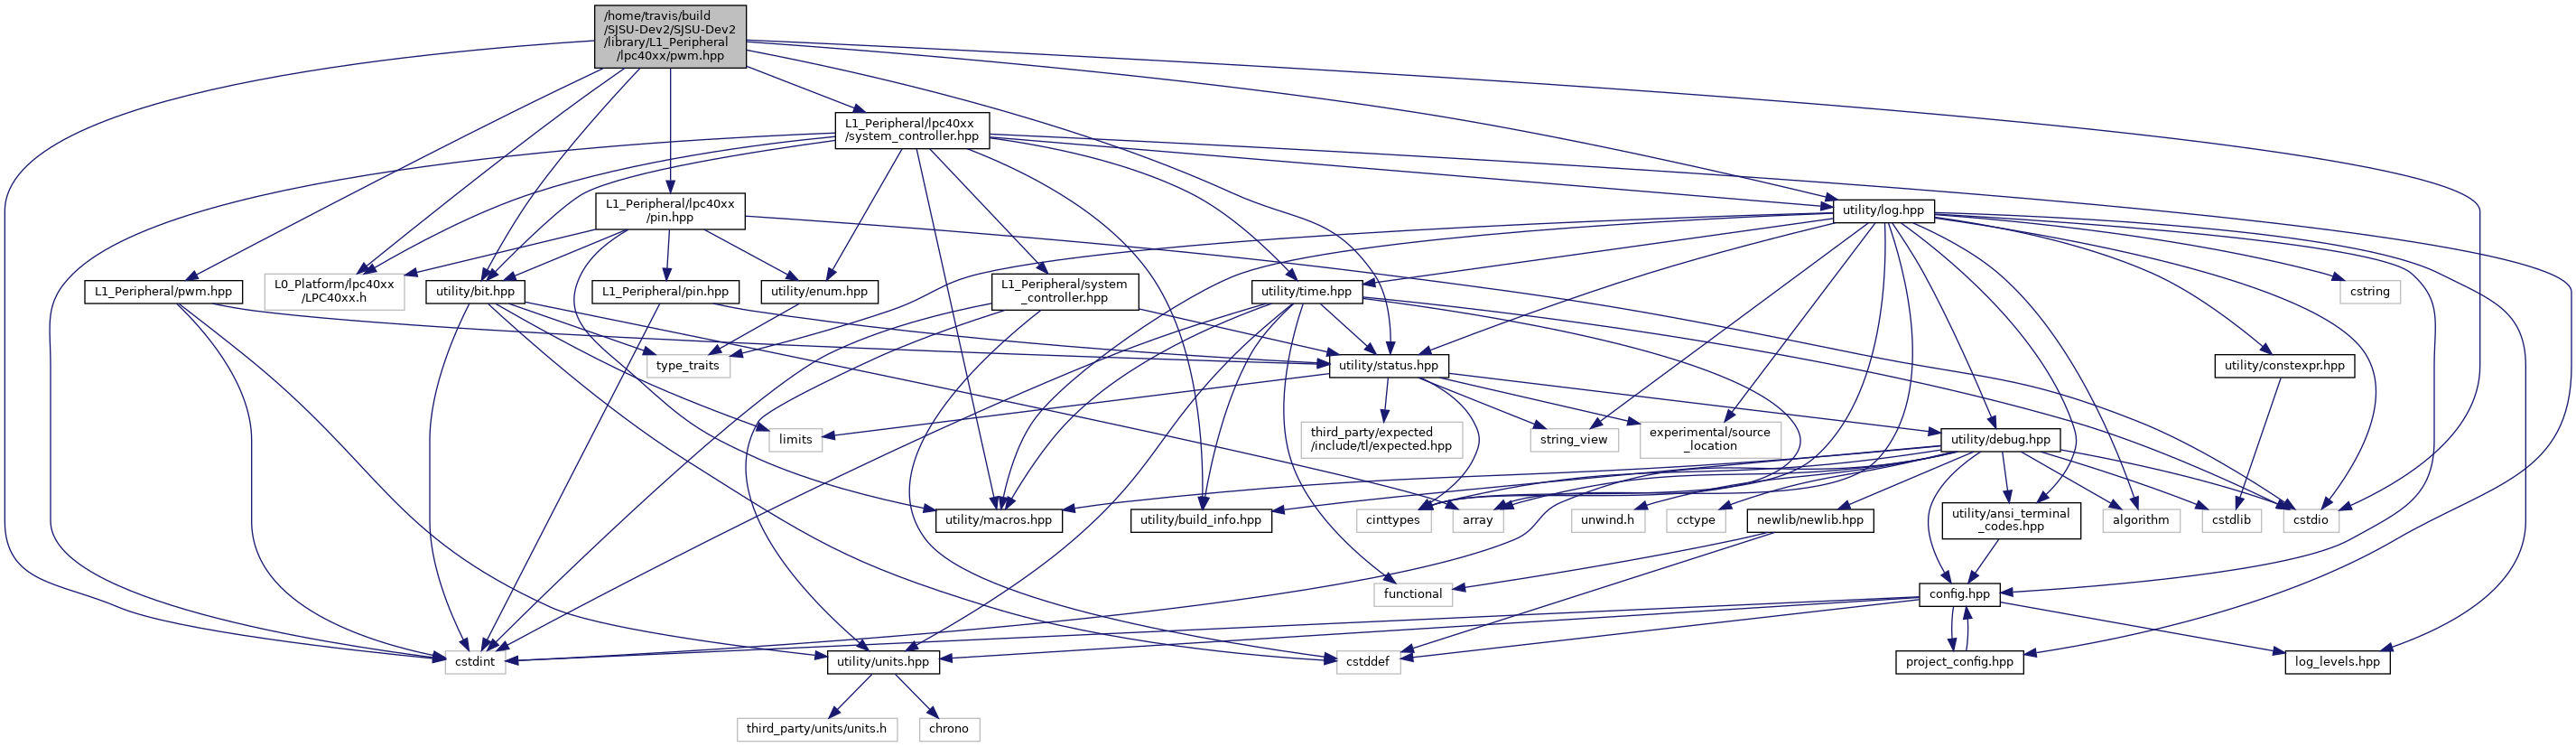 /home/travis/build
/SJSU-Dev2/SJSU-Dev2
/library/L1_Peripheral
/lpc40xx/pwm.hpp
L1_Peripheral/lpc40xx
/system_controller.hpp
L1_Peripheral/lpc40xx
/pin.hpp
utility/log.hpp
L1_Peripheral/pwm.hpp
L0_Platform/lpc40xx
/LPC40xx.h
utility/bit.hpp
L1_Peripheral/pin.hpp
utility/enum.hpp
L1_Peripheral/system
_controller.hpp
utility/time.hpp
cstring
type_traits
utility/status.hpp
utility/constexpr.hpp
limits
third_party/expected
/include/tl/expected.hpp
string_view
experimental/source
_location
utility/debug.hpp
utility/macros.hpp
utility/build_info.hpp
cinttypes
array
unwind.h
cctype
newlib/newlib.hpp
utility/ansi_terminal
_codes.hpp
algorithm
cstdlib
cstdio
functional
config.hpp
cstdint
utility/units.hpp
cstddef
project_config.hpp
log_levels.hpp
third_party/units/units.h
chrono